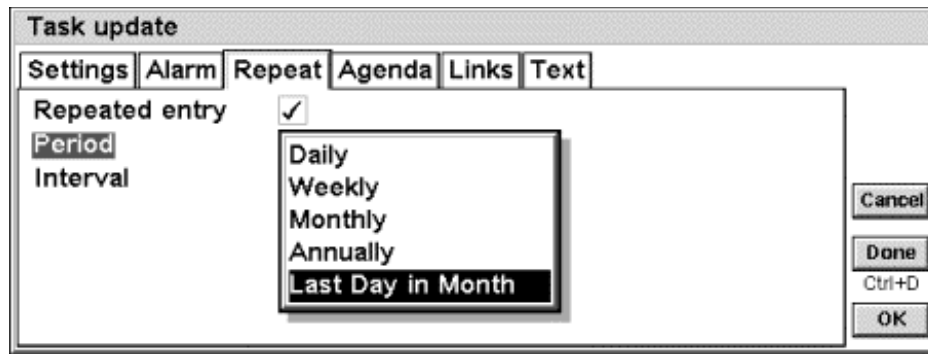 Task update
Settings Alarm Repeat Agenda Links Text
Repeated entry
Period
Interval
Daily
Weekly
Monthly
Annually
Last Day in Month
Cancel
Done
Ctrl+D
OK